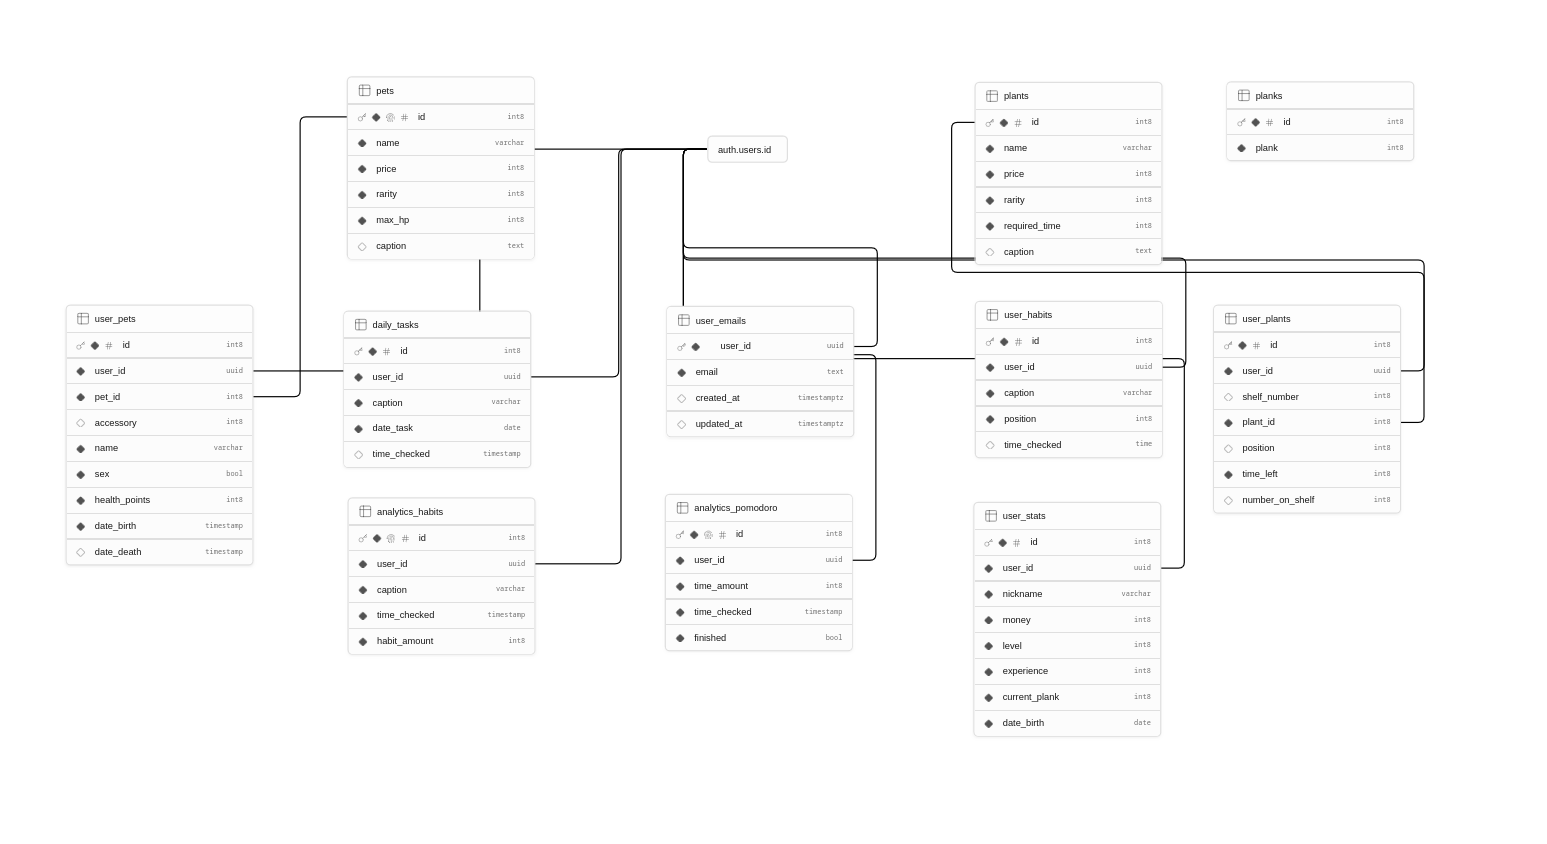 pets
id int8
name varchar
price int8
rarity int8
max_hp int8
caption text
auth.users.id
plants
id int8
name varchar
price int8
rarity int8
required_time int8
caption text
planks
id int8
plank int8
user_pets
id int8
user_id uuid
pet_id int8
accessory int8
name varchar
sex bool
health_points int8
date_birth timestamp
date_death timestamp
daily_tasks
id int8
user_id uuid
caption varchar
date_task date
time_checked timestamp
user_emails
user_id uuid
email text
created_at timestamptz
updated_at timestamptz
user_habits
id int8
user_id uuid
caption varchar
position int8
time_checked time
user_plants
id int8
user_id uuid
shelf_number int8
plant_id int8
position int8
time_left int8
number_on_shelf int8
analytics_habits
id int8
user_id uuid
caption varchar
time_checked timestamp
habit_amount int8
analytics_pomodoro
id int8
user_id uuid
time_amount int8
time_checked timestamp
finished bool
user_stats
id int8
user_id uuid
nickname varchar
money int8
level int8
experience int8
current_plank int8
date_birth date